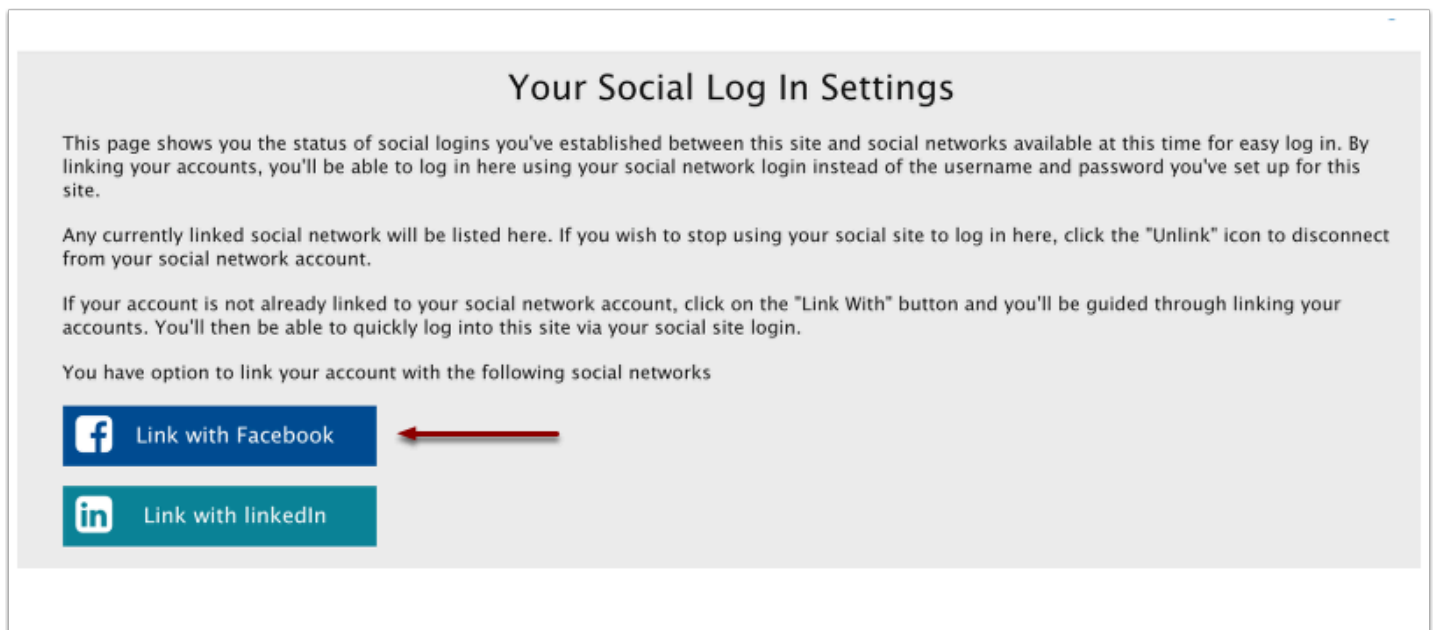 Your Social Log In Settings
This page shows you the status of social logins you've established between this site and social networks available at this time for easy log in. By
linking your accounts, you'll be able to log in here using your social network login instead of the username and password you've set up for this
site.
Any currently linked social network will be listed here. If you wish to stop using your social site to log in here, click the "Unlink" icon to disconnect
from your social network account.
If your account is not already linked to your social network account, click on the "Link With" button and you'll be guided through linking your
accounts. You'll then be able to quickly log into this site via your social site login.
You have option to link your account with the following social networks
Link with Facebook
in Link with linkedIn